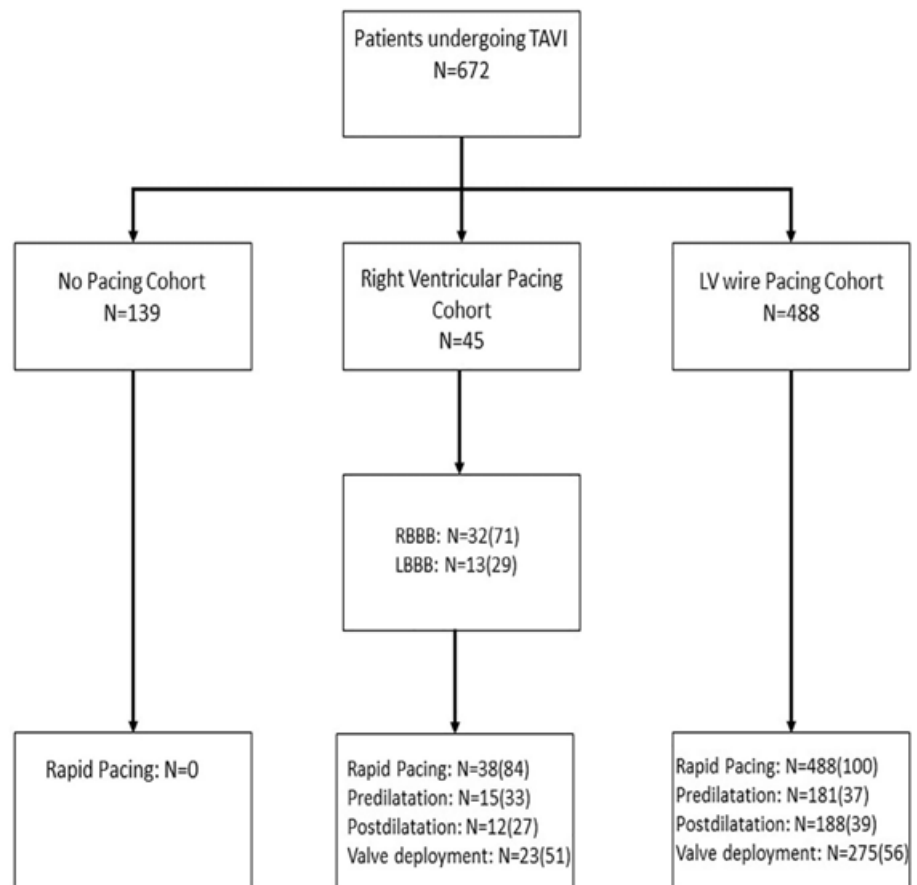 Patients undergoing TAVI
N=672
No Pacing Cohort
N=139
Right Ventricular Pacing
Cohort
N=45
LV wire Pacing Cohort
N=488
RBBB: N=32(71)
LBBB: N=13(29)
Rapid Pacing: N=0
Rapid Pacing: N=38(84)
Predilatation: N=15(33)
Postdilatation: N=12(27)
Valve deployment: N=23(51)
Rapid Pacing: N=488(100)
Predilatation: N=181(37)
Postdilatation: N=188(39)
Valve deployment: N=275(56)